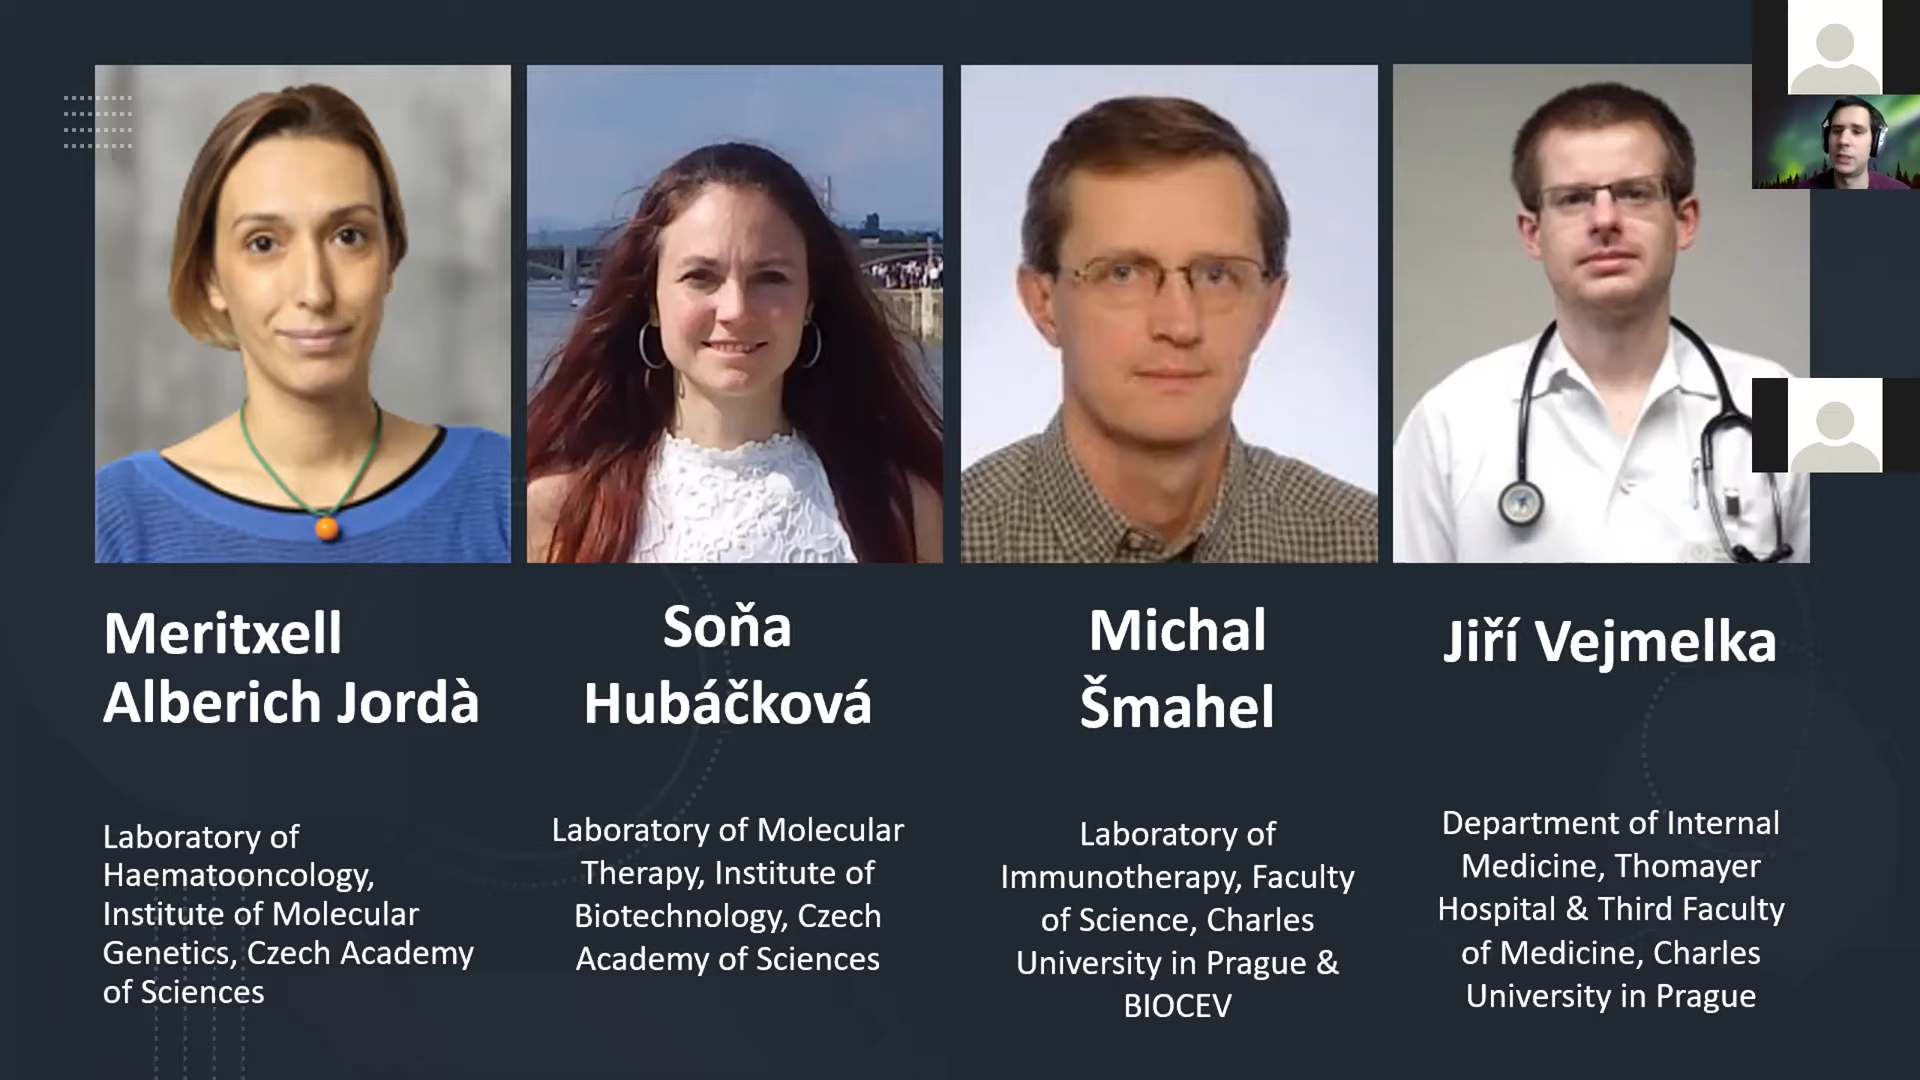 Meritxell
Alberich Jordà
Laboratory of
Haematooncology,
Institute of Molecular
Genetics, Czech Academy
of Sciences
Soňa
Hubáčková
Laboratory of Molecular
Therapy, Institute of
Biotechnology, Czech
Academy of Sciences
Michal
Šmahel
Laboratory of
Immunotherapy, Faculty
of Science, Charles
University in Prague &
BIOCEV
Jiří Vejmelka
Department of Internal
Medicine, Thomayer
Hospital & Third Faculty
of Medicine, Charles
University in Prague